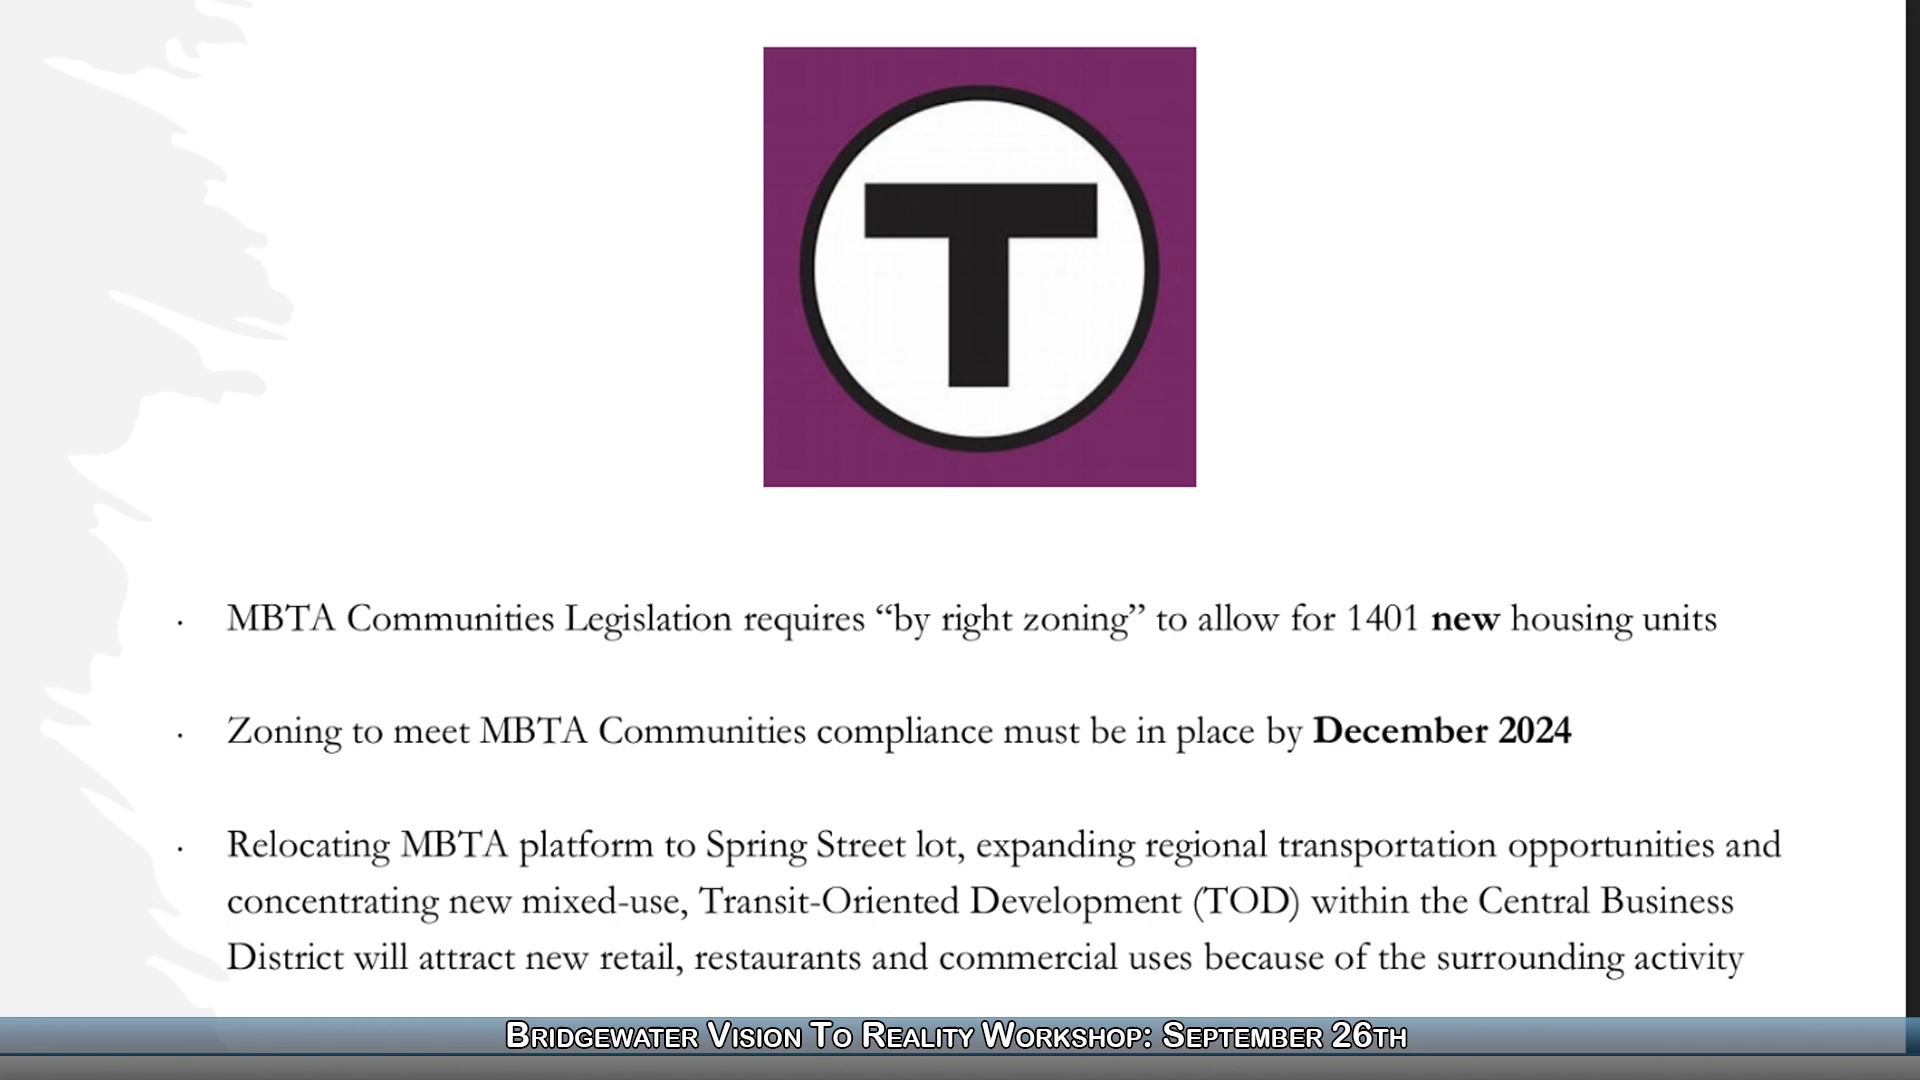 T
· MBTA Communities Legislation requires “by right zoning” to allow for 1401 new housing units
· Zoning to meet MBTA Communities compliance must be in place by December 2024
· Relocating MBTA platform to Spring Street lot, expanding regional transportation opportunities and
concentrating new mixed-use, Transit-Oriented Development (TOD) within the Central Business
District will attract new retail, restaurants and commercial uses because of the surrounding activity
Bridgewater Vision To Reality Workshop: September 26th